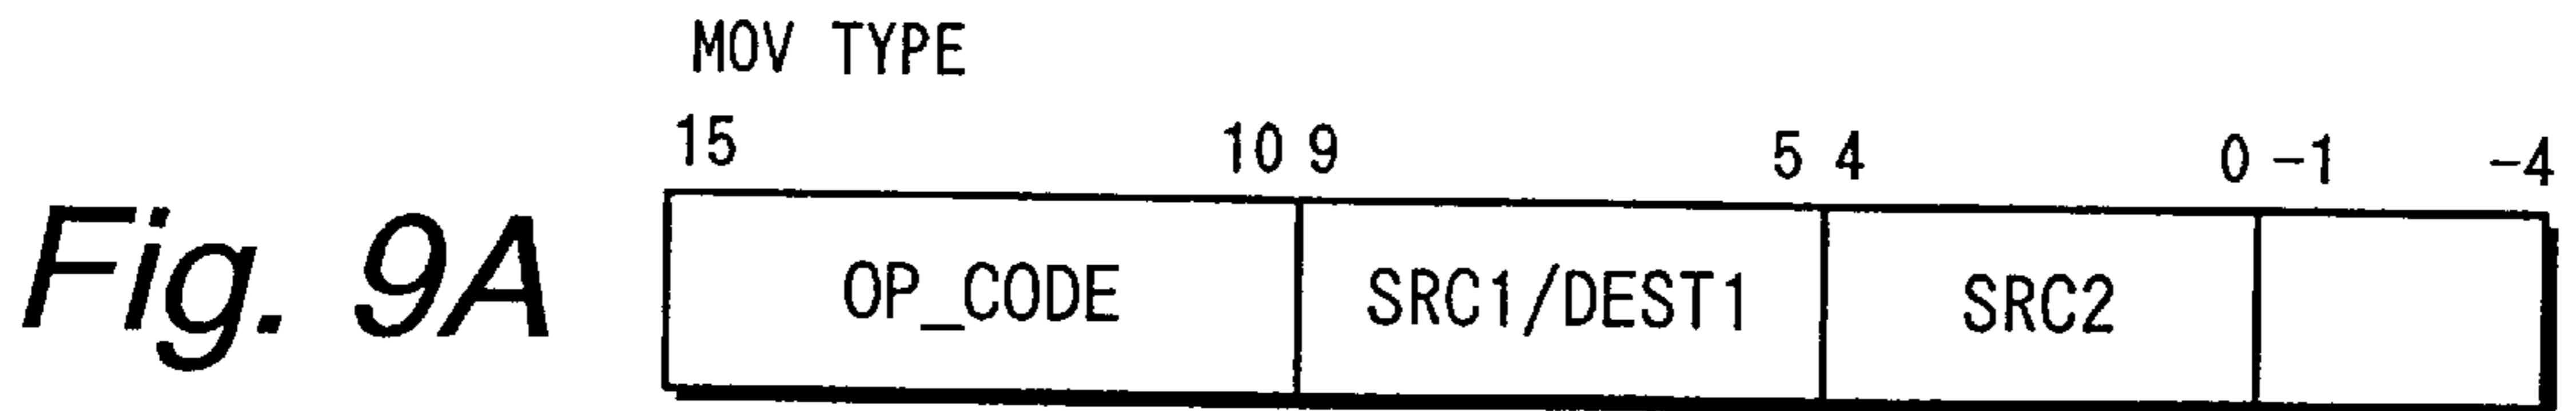 MOV TYPE
15 10 9 5 4 0 -1 -4
Fig. 9A OP_CODE SRC1/DEST1 SRC2